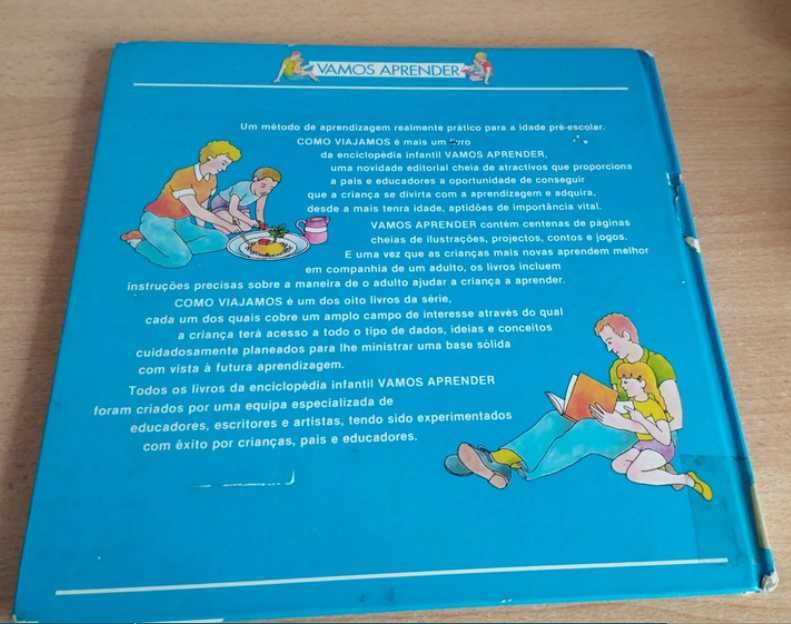 VAMOS APRENDER
Um método de aprendizagem realmente prático para a idade pré-escolar.
COMO VIAJAMOS é mais um livro
da enciclopédia infantil VAMOS APRENDER,
uma novidade editorial cheia de atractivos que proporciona
a pais e educadores a oportunidade de conseguir
que a criança se divirta com a aprendizagem e adquira,
desde a mais tenra idade, aptidões de importância vital.
VAMOS APRENDER contém centenas de páginas
cheias de ilustrações, projectos, contos e jogos.
E uma vez que as crianças mais novas aprendem melhor
em companhia de um adulto, os livros incluem
instruções precisas sobre a maneira de o adulto ajudar a criança a aprender.
COMO VIAJAMOS é um dos oito livros da série,
cada um dos quais cobre um amplo campo de interesse através do qual
a criança terá acesso a todo o tipo de dados, ideias e conceitos
cuidadosamente planeados para lhe ministrar uma base sólida
com vista à futura aprendizagem.
Todos os livros da enciclopédia infantil VAMOS APRENDER
foram criados por uma equipa especializada de
educadores, escritores e artistas, tendo sido experimentados
com êxito por crianças, pais e educadores.